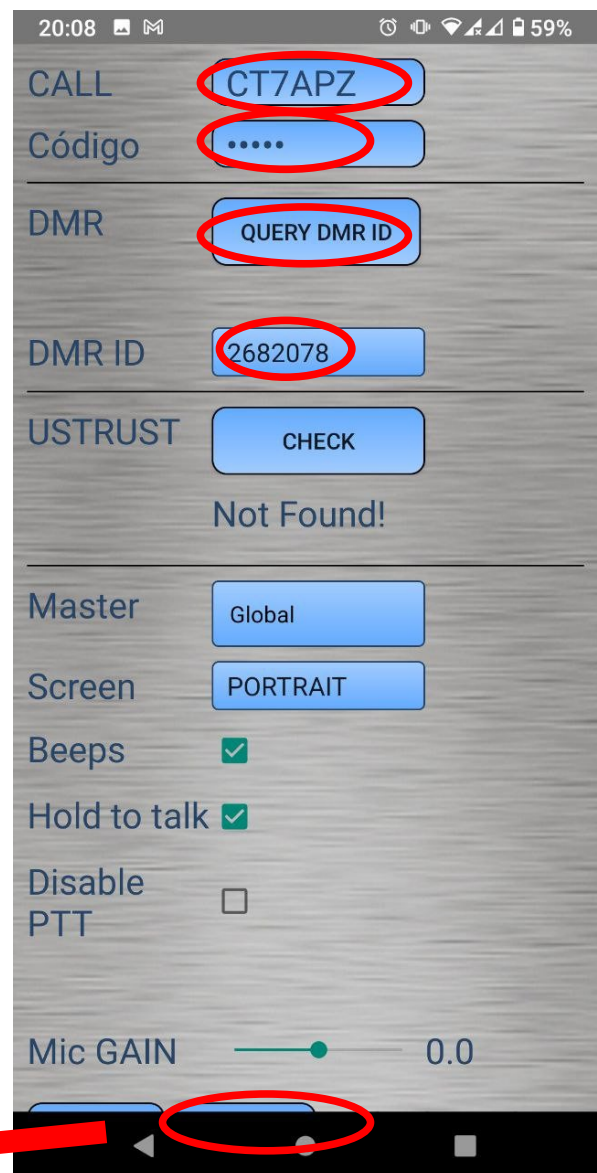 20:08 59%
CALL CT7APZ
Código •••••
DMR QUERY DMR ID
DMR ID 2682078
USTRUST CHECK
Not Found!
Master Global
Screen PORTRAIT
Beeps
Hold to talk
Disable
PTT
Mic GAIN 0.0